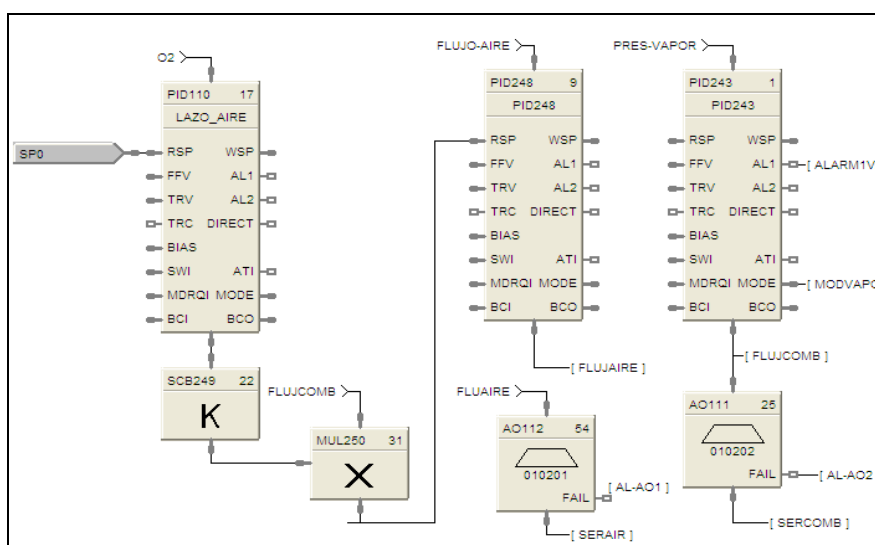 O2
PID110 17
LAZO_AIRE
SP0
RSP WSP
FFV AL1
TRV AL2
TRC DIRECT
BIAS
SWI ATI
MDRQI MODE
BCI BCO
SCB249 22
K
FLUJCOMB
MUL250 31
X
FLUJO-AIRE
PID248 9
PID248
RSP WSP
FFV AL1
TRV AL2
TRC DIRECT
BIAS
SWI ATI
MDRQI MODE
BCI BCO
[ FLUJAIRE ]
FLUAIRE
AO112 54
010201
FAIL
[ AL-AO1 ]
[ SERAIR ]
PRES-VAPOR
PID243 1
PID243
RSP WSP
FFV AL1
[ ALARM1V
TRV AL2
TRC DIRECT
BIAS
SWI ATI
MDRQI MODE
[ MODVAPO
BCI BCO
[ FLUJCOMB ]
AO111 25
010202
FAIL
[ AL-AO2
[ SERCOMB ]